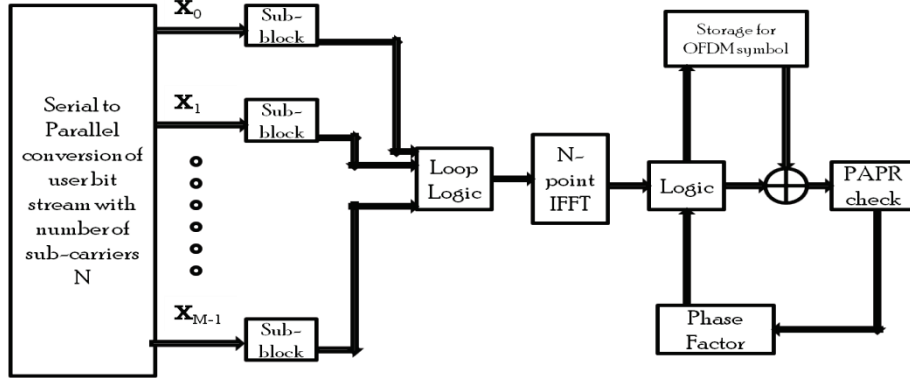 X0
Sub-
block
X1
Sub-
block
XM-1
Sub-
block
Serial to
Parallel
conversion of
user bit
stream with
number of
sub-carriers
N
Loop
Logic
N-
point
IFFT
Logic
Storage for
OFDM symbol
PAPR
check
Phase
Factor